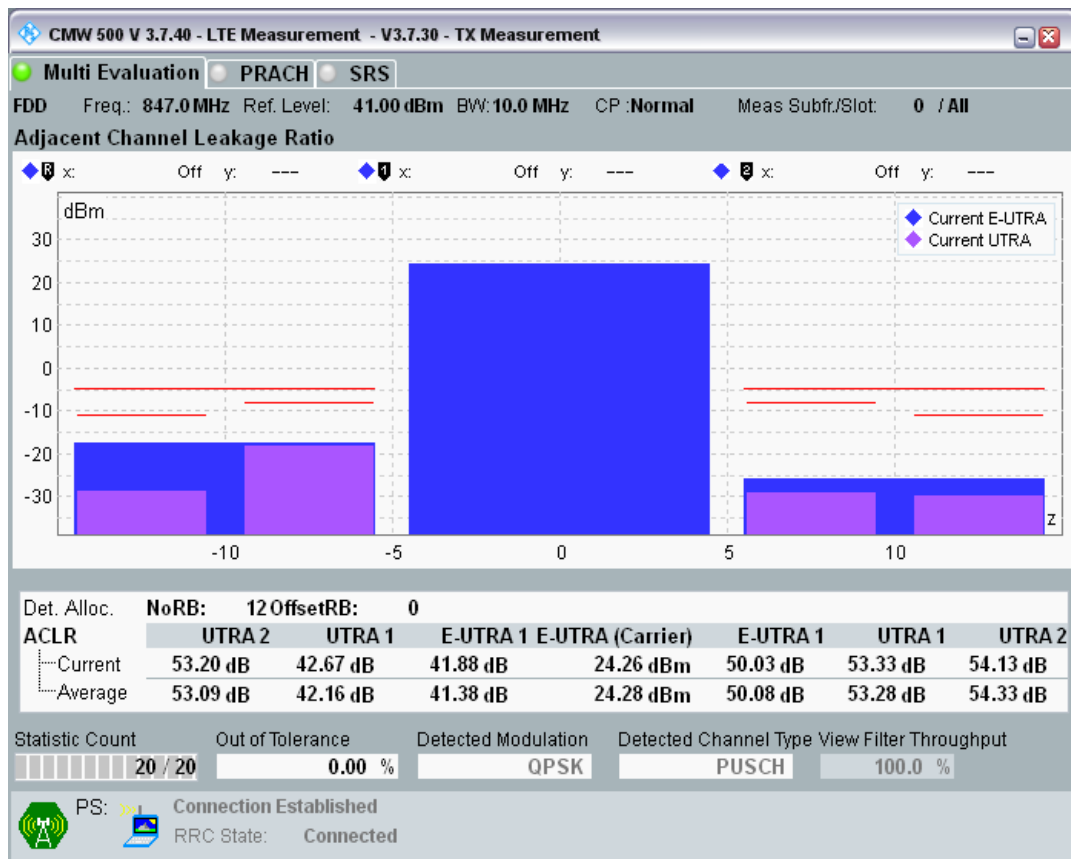 CMW 500 V 3.7.40 - LTE Measurement - V3.7.30 - TX Measurement
Multi Evaluation PRACH SRS
FDD Freq.: 847.0 MHz Ref. Level: 41.00 dBm BW: 10.0 MHz CP :Normal Meas Subfr./Slot: 0 / All
Adjacent Channel Leakage Ratio
R x: Off y: --- 1 x: Off y: --- 2 x: Off y: ---
dBm
Current E-UTRA
Current UTRA
30
20
10
0
-10
-20
-30
z
-10 -5 0 5 10
Det. Alloc. NoRB: 12 OffsetRB: 0
ACLR UTRA 2 UTRA 1 E-UTRA 1 E-UTRA (Carrier) E-UTRA 1 UTRA 1 UTRA 2
Current 53.20 dB 42.67 dB 41.88 dB 24.26 dBm 50.03 dB 53.33 dB 54.13 dB
Average 53.09 dB 42.16 dB 41.38 dB 24.28 dBm 50.08 dB 53.28 dB 54.33 dB
Statistic Count Out of Tolerance Detected Modulation Detected Channel Type View Filter Throughput
20 / 20 0.00 % QPSK PUSCH 100.0 %
PS: Connection Established
RRC State: Connected